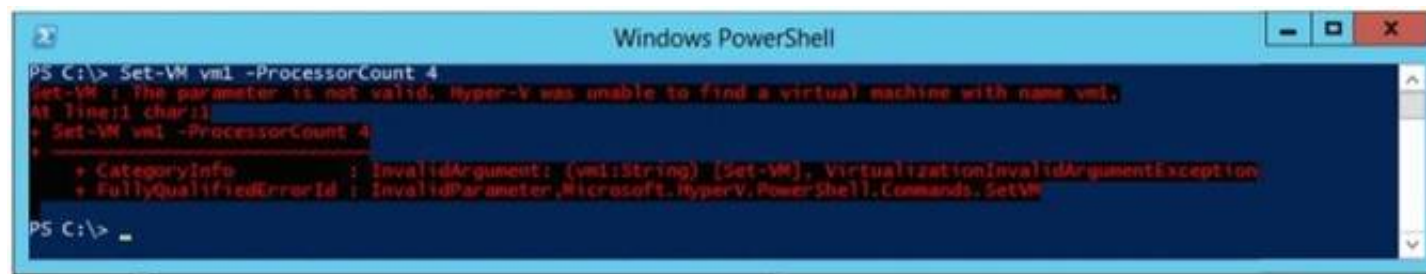 Windows PowerShell
PS C:\> Set-VM vm1 -ProcessorCount 4
Set-VM : The parameter is not valid. Hyper-V was unable to find a virtual machine with name vm1.
At line:1 char:1
+ Set-VM vm1 -ProcessorCount 4
+ ~~~~~~~~~~~~~~~~~~~~~~~~~~~~
+ CategoryInfo : InvalidArgument: (vm1:String) [Set-VM], VirtualizationInvalidArgumentException
+ FullyQualifiedErrorId : InvalidParameter,Microsoft.HyperV.PowerShell.Commands.SetVM
PS C:\> _